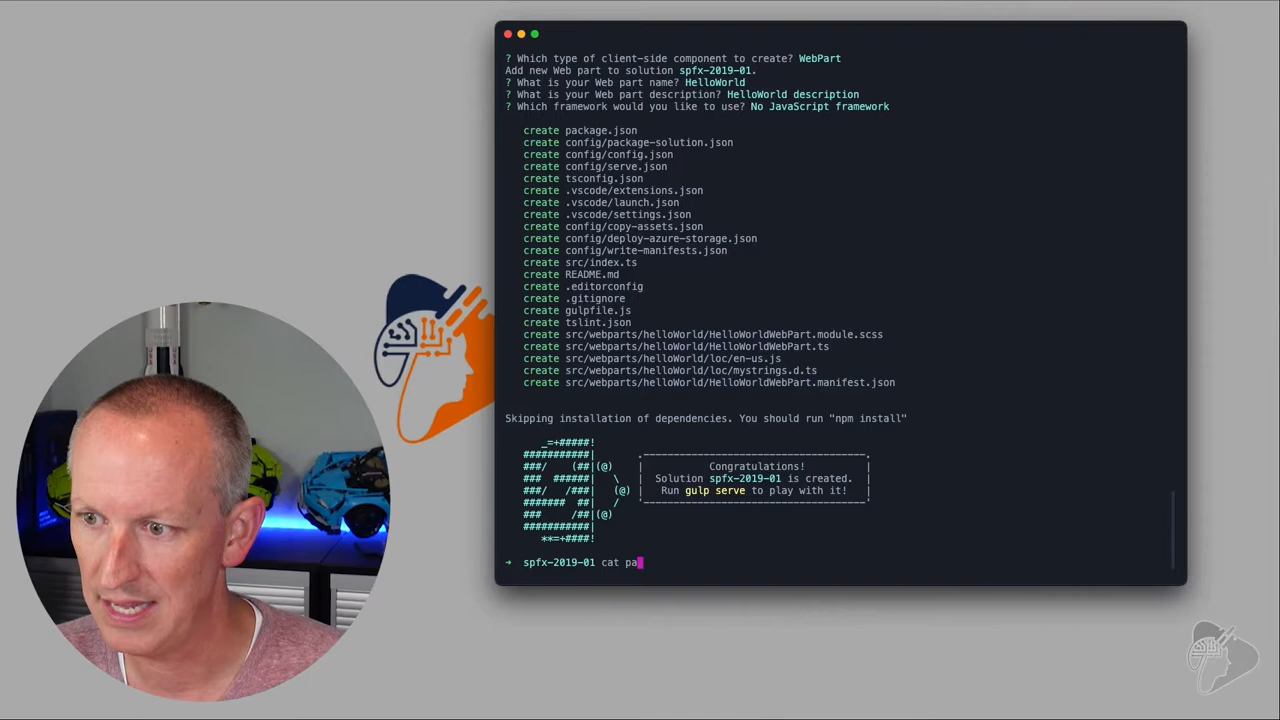 ? Which type of client-side component to create? WebPart
Add new Web part to solution spfx-2019-01.
? What is your Web part name? HelloWorld
? What is your Web part description? HelloWorld description
? Which framework would you like to use? No JavaScript framework
create package.json
create config/package-solution.json
create config/config.json
create config/serve.json
create tsconfig.json
create .vscode/extensions.json
create .vscode/launch.json
create .vscode/settings.json
create config/copy-assets.json
create config/deploy-azure-storage.json
create config/write-manifests.json
create src/index.ts
create README.md
create .editorconfig
create .gitignore
create gulpfile.js
create tslint.json
create src/webparts/helloWorld/HelloWorldWebPart.module.scss
create src/webparts/helloWorld/HelloWorldWebPart.ts
create src/webparts/helloWorld/loc/en-us.js
create src/webparts/helloWorld/loc/mystrings.d.ts
create src/webparts/helloWorld/HelloWorldWebPart.manifest.json
Skipping installation of dependencies. You should run "npm install"
_=+#####!
###########| .-------------------------------------.
###/ (##|(@) | Congratulations! |
### ######| \ | Solution spfx-2019-01 is created. |
###/ /###| (@) | Run gulp serve to play with it! |
####### ##| / '-------------------------------------'
### /##|(@)
###########|
**=+####!
➜ spfx-2019-01 cat pa